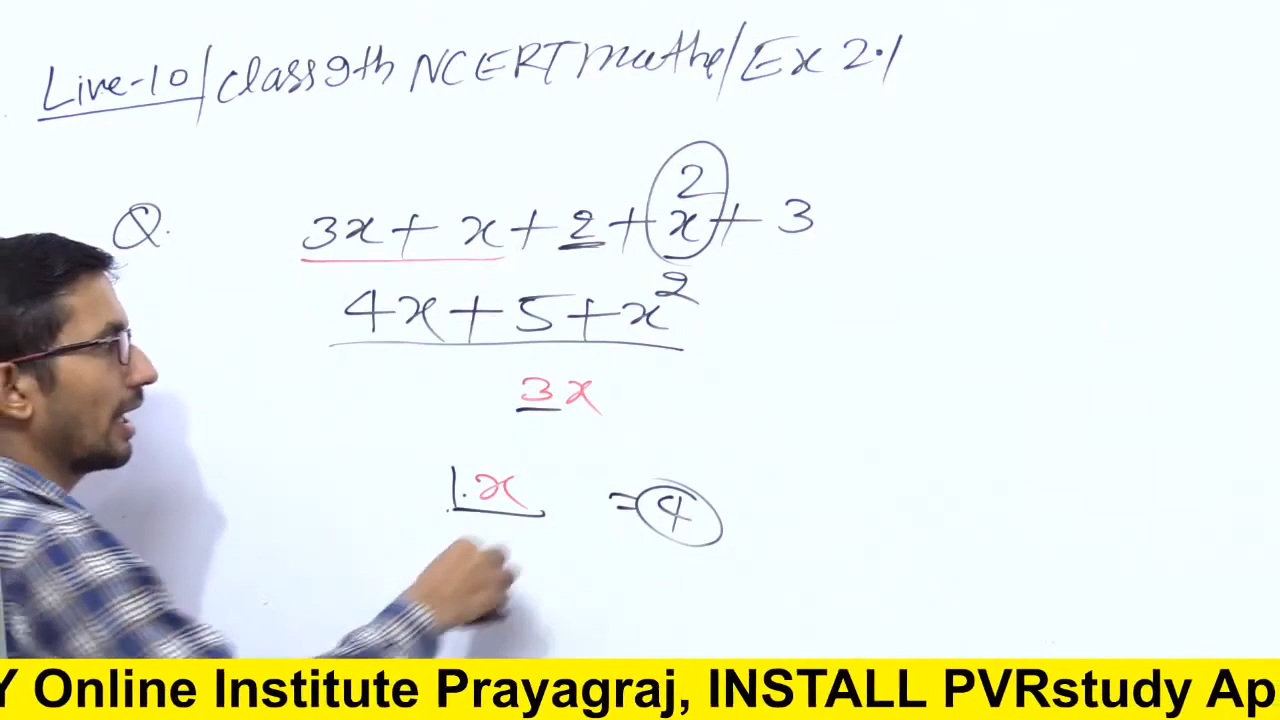 Live-10/class 9th NCERT maths/Ex 2.1
Q. 3x + x + 2 + x² + 3
4x + 5 + x²
3x
1.x = 4
Y Online Institute Prayagraj, INSTALL PVRstudy Ap